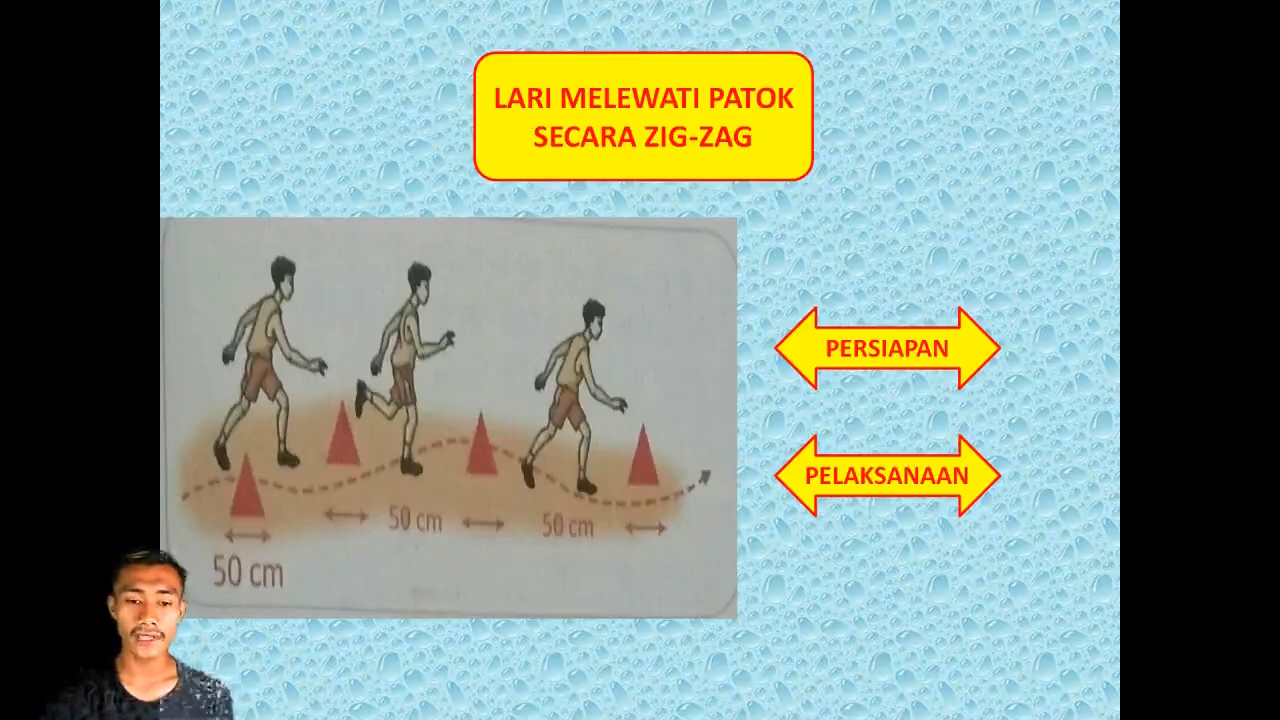 LARI MELEWATI PATOK
SECARA ZIG-ZAG
PERSIAPAN
PELAKSANAAN
50 cm
50 cm
50 cm